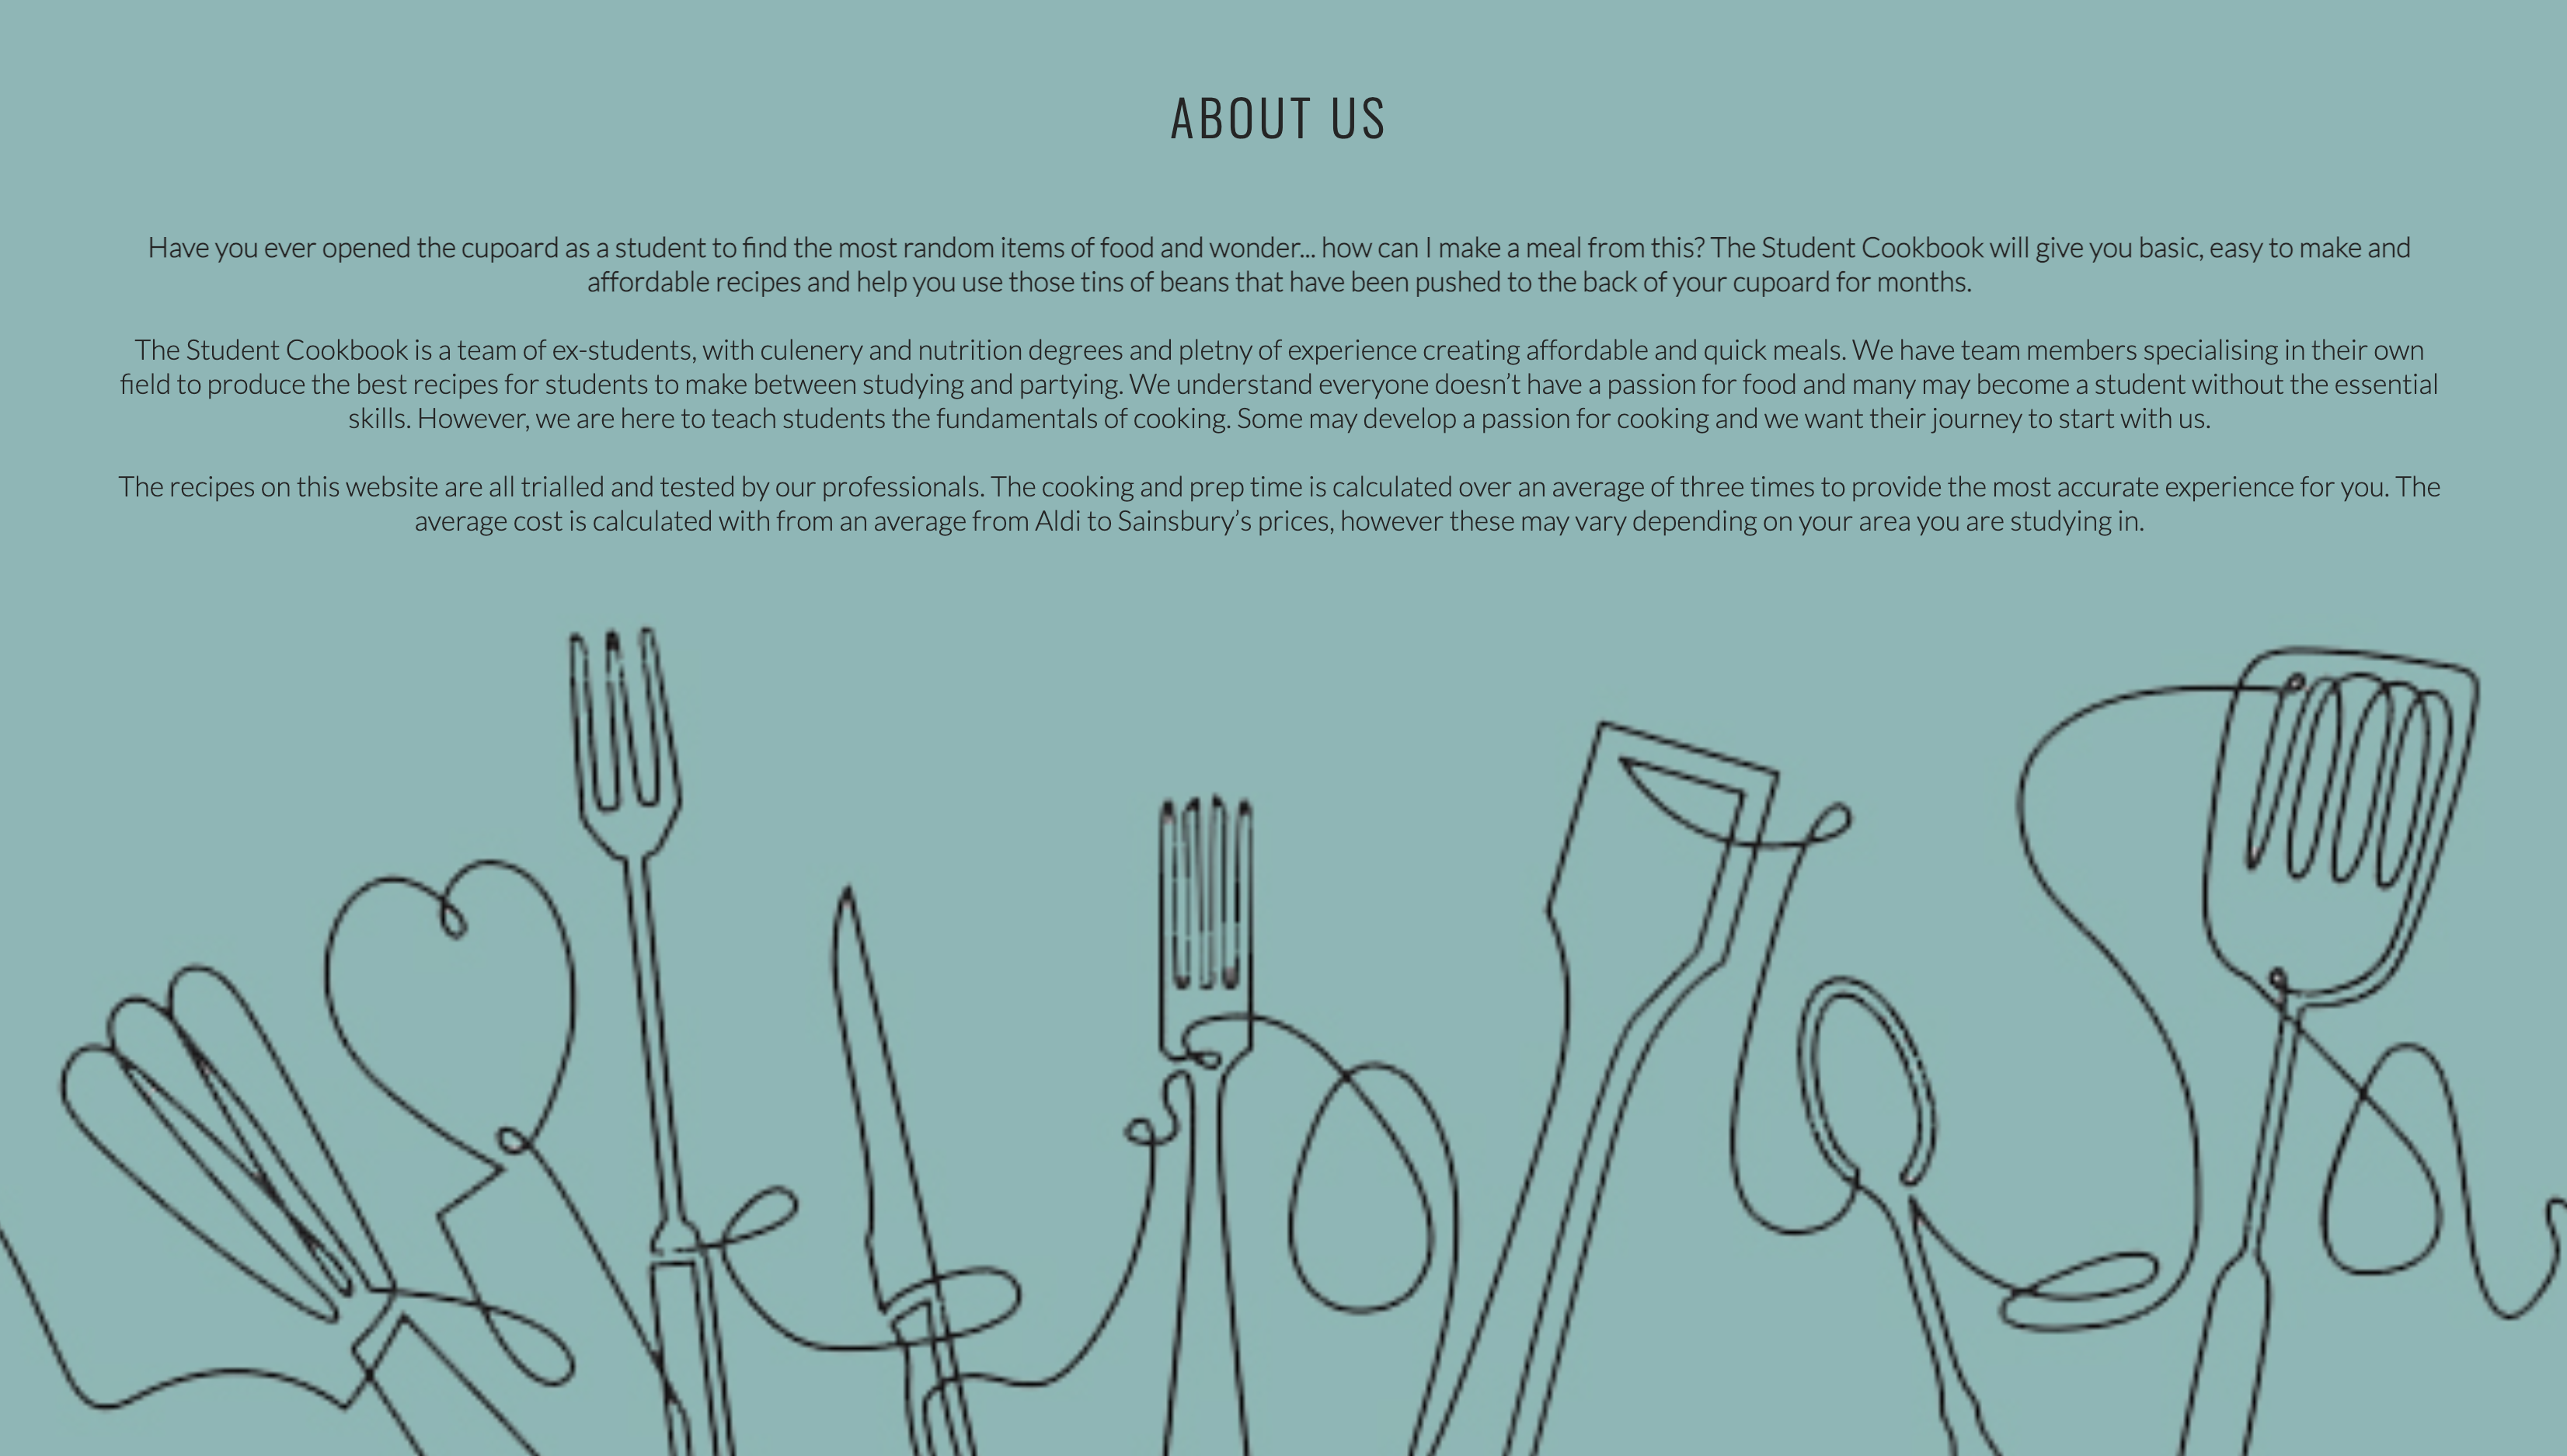 ABOUT US
Have you ever opened the cupoard as a student to find the most random items of food and wonder... how can I make a meal from this? The Student Cookbook will give you basic, easy to make and
affordable recipes and help you use those tins of beans that have been pushed to the back of your cupoard for months.
The Student Cookbook is a team of ex-students, with culenery and nutrition degrees and pletny of experience creating affordable and quick meals. We have team members specialising in their own
field to produce the best recipes for students to make between studying and partying. We understand everyone doesn't have a passion for food and many may become a student without the essential
skills. However, we are here to teach students the fundamentals of cooking. Some may develop a passion for cooking and we want their journey to start with us.
The recipes on this website are all trialled and tested by our professionals. The cooking and prep time is calculated over an average of three times to provide the most accurate experience for you. The
average cost is calculated with from an average from Aldi to Sainsbury's prices, however these may vary depending on your area you are studying in.